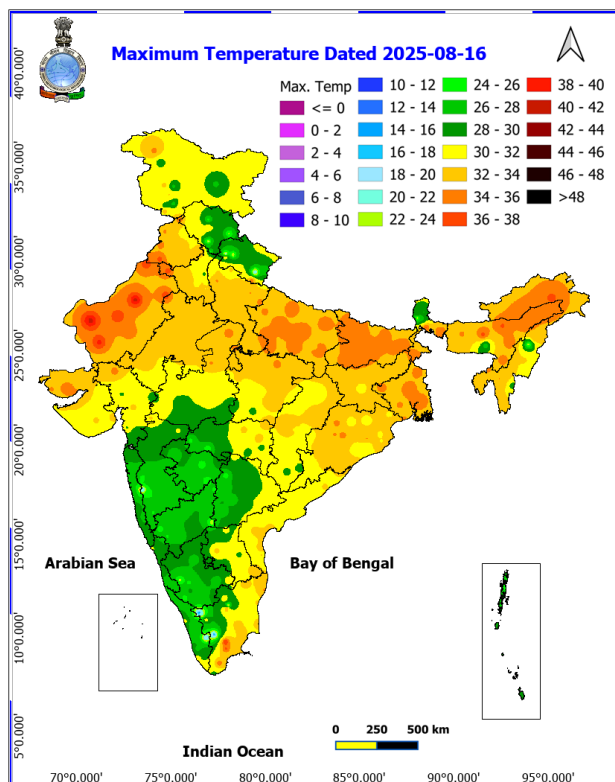 Maximum Temperature Dated 2025-08-16
Max. Temp
<= 0
0 - 2
2 - 4
4 - 6
6 - 8
8 - 10
10 - 12
12 - 14
14 - 16
16 - 18
18 - 20
20 - 22
22 - 24
24 - 26
26 - 28
28 - 30
30 - 32
32 - 34
34 - 36
36 - 38
38 - 40
40 - 42
42 - 44
44 - 46
46 - 48
>48
40°0.000'
35°0.000'
30°0.000'
25°0.000'
20°0.000'
15°0.000'
10°0.000'
5°0.000'
Arabian Sea
Bay of Bengal
Indian Ocean
0 250 500 km
70°0.000' 75°0.000' 80°0.000' 85°0.000' 90°0.000' 95°0.000'